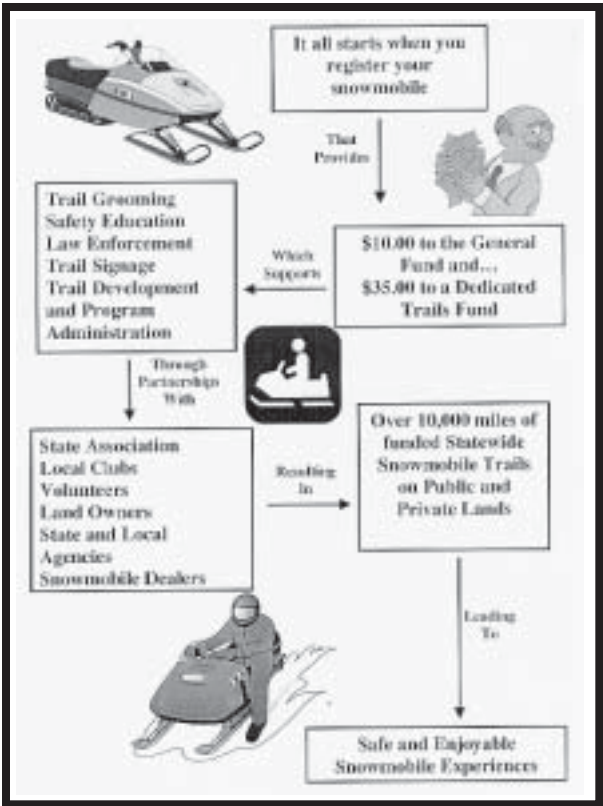 It all starts when you
register your
snowmobile
That
Provides
$10.00 to the General
Fund and...
$35.00 to a Dedicated
Trails Fund
Which
Supports
Trail Grooming
Safety Education
Law Enforcement
Trail Signage
Trail Development
and Program
Administration
Through
Partnerships
With
State Association
Local Clubs
Volunteers
Land Owners
State and Local
Agencies
Snowmobile Dealers
Resulting
In
Over 10,000 miles of
funded Statewide
Snowmobile Trails
on Public and
Private Lands
Leading
To
Safe and Enjoyable
Snowmobile Experiences